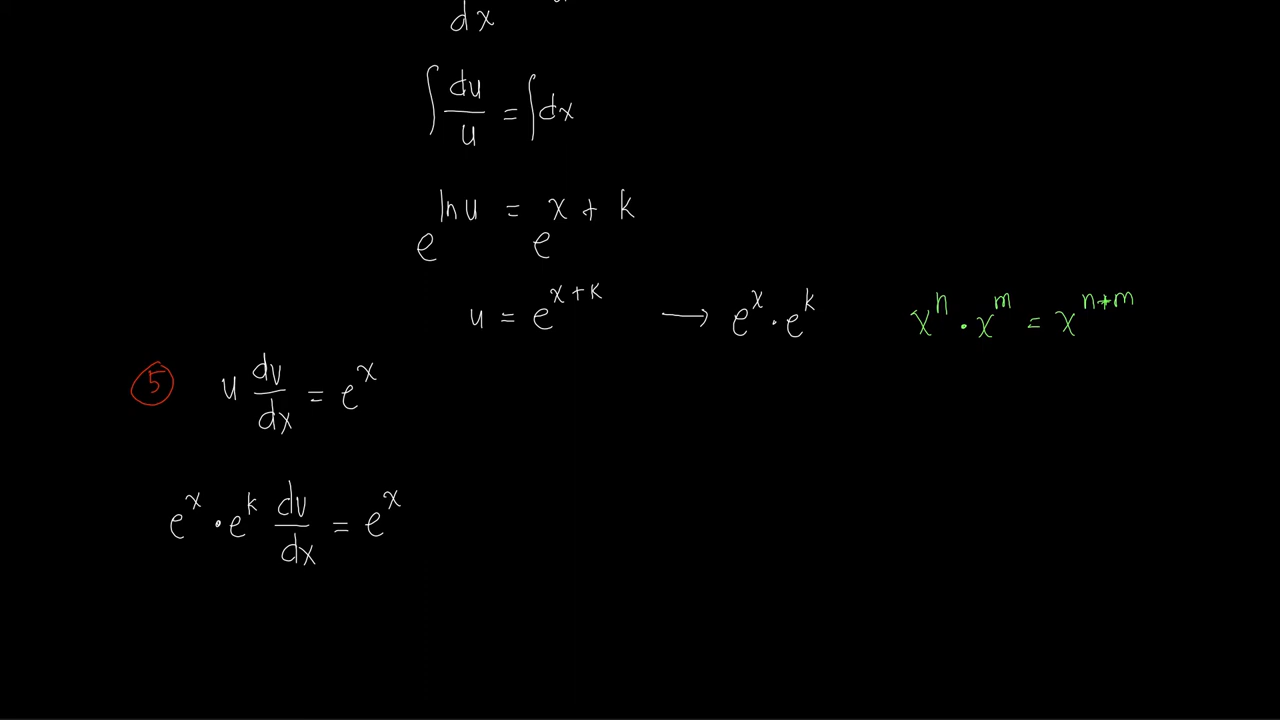 dx
∫ du/u = ∫ dx
e^(ln u) = e^(x + k)
u = e^(x+k) → e^x · e^k x^n · x^m = x^(n+m)
⑤ u dv/dx = e^x
e^x · e^k dv/dx = e^x